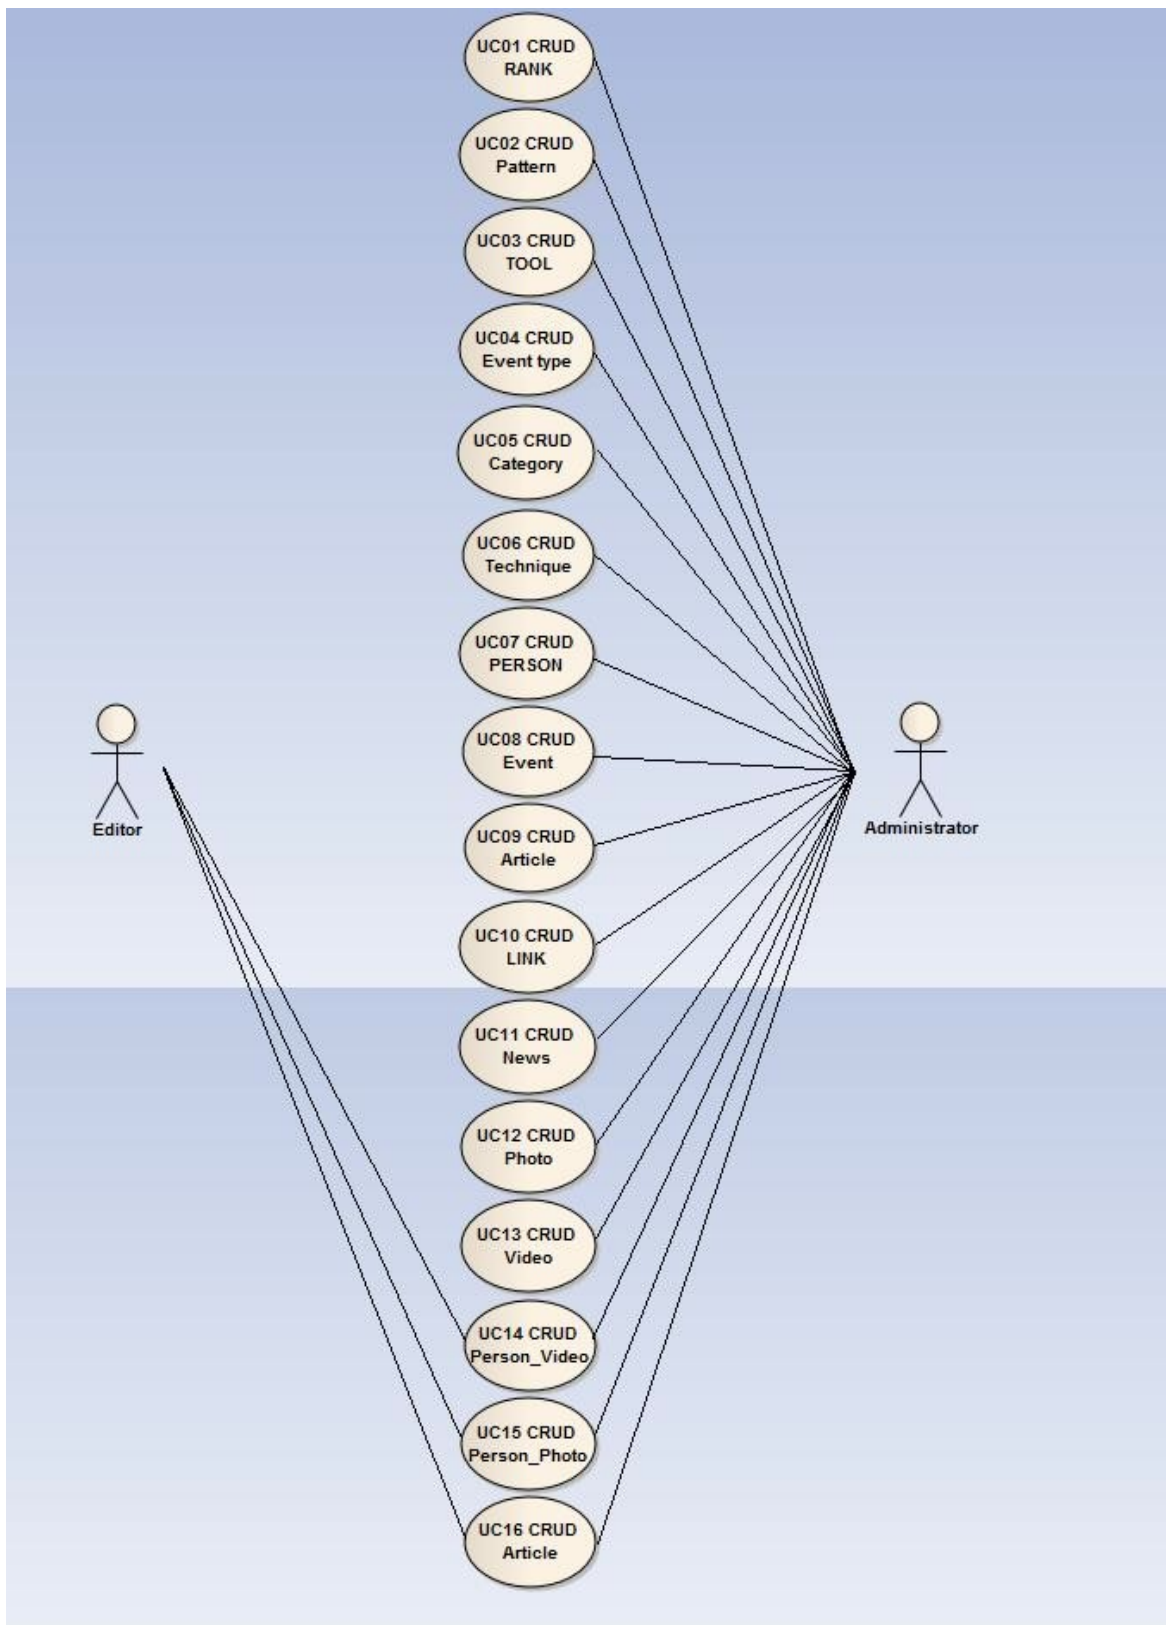 UC01 CRUD
RANK
UC02 CRUD
Pattern
UC03 CRUD
TOOL
UC04 CRUD
Event type
UC05 CRUD
Category
UC06 CRUD
Technique
UC07 CRUD
PERSON
UC08 CRUD
Event
Editor
Administrator
UC09 CRUD
Article
UC10 CRUD
LINK
UC11 CRUD
News
UC12 CRUD
Photo
UC13 CRUD
Video
UC14 CRUD
Person_Video
UC15 CRUD
Person_Photo
UC16 CRUD
Article